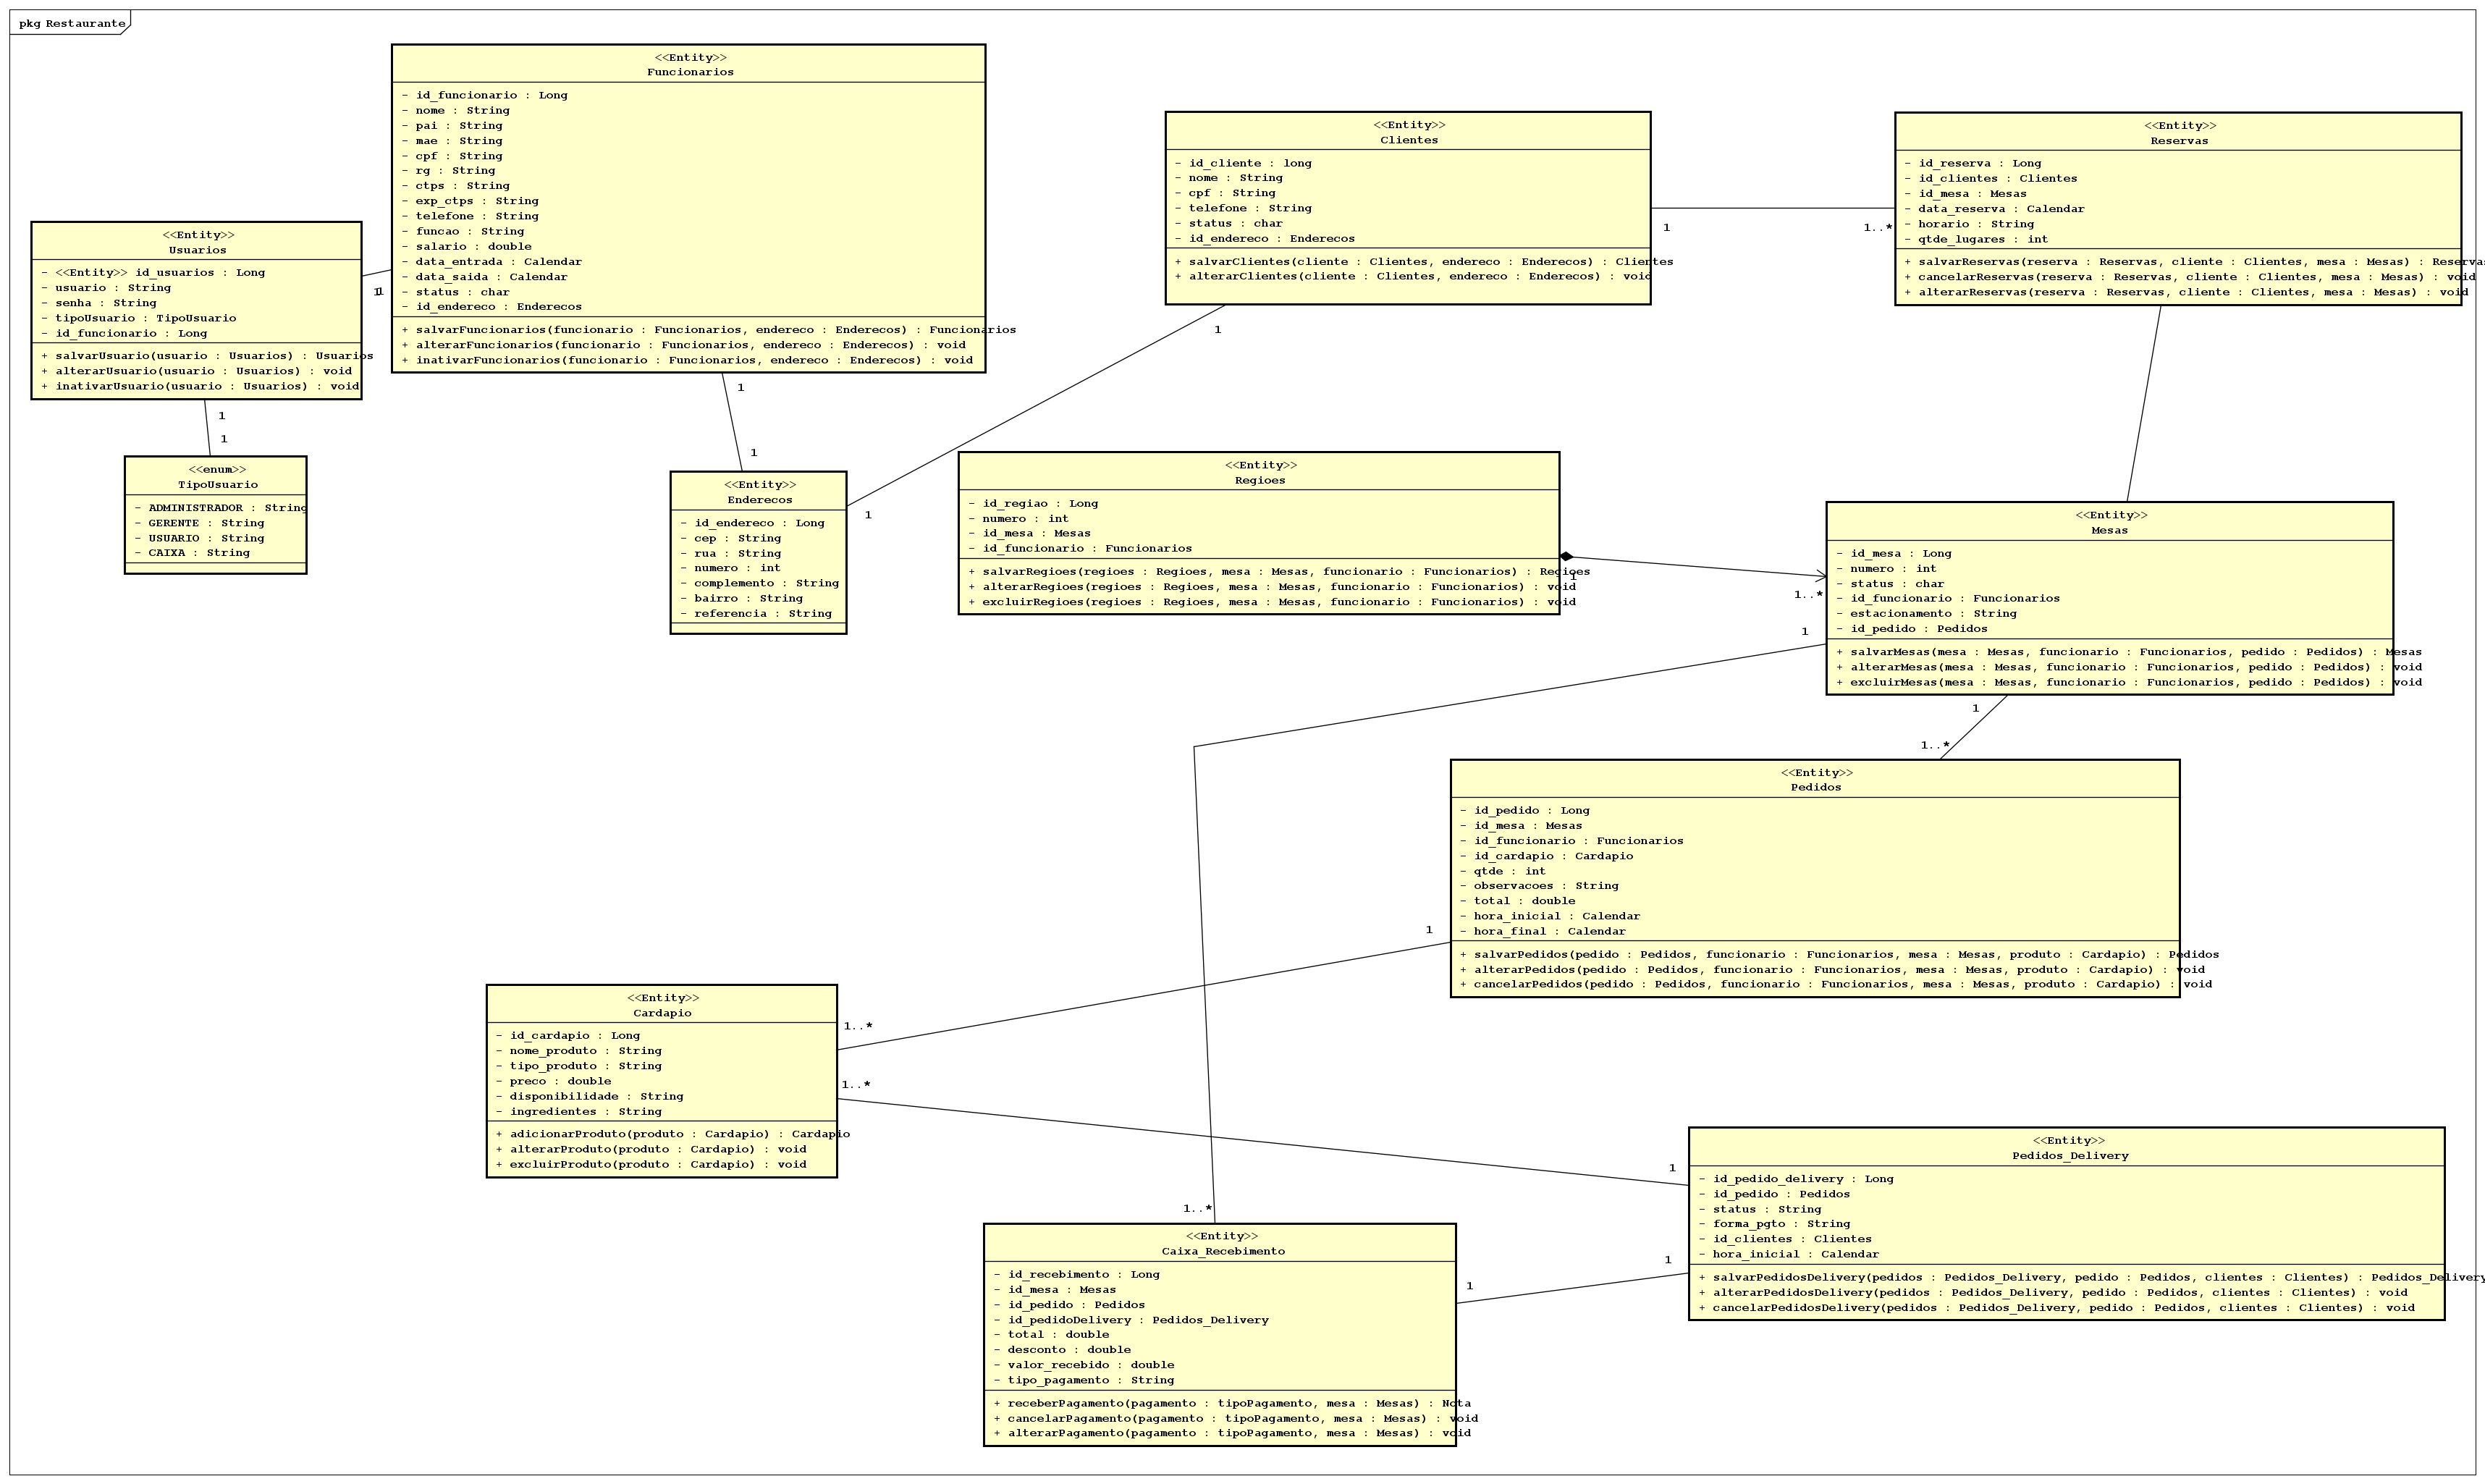 pkg Restaurante
<<Entity>>
Funcionarios
- id_funcionario : Long
- nome : String
- pai : String
- mae : String
- cpf : String
- rg : String
- ctps : String
- exp_ctps : String
- telefone : String
- funcao : String
- salario : double
- data_entrada : Calendar
- data_saida : Calendar
- status : char
- id_endereco : Enderecos
+ salvarFuncionarios(funcionario : Funcionarios, endereco : Enderecos) : Funcionarios
+ alterarFuncionarios(funcionario : Funcionarios, endereco : Enderecos) : void
+ inativarFuncionarios(funcionario : Funcionarios, endereco : Enderecos) : void
<<Entity>>
Clientes
- id_cliente : long
- nome : String
- cpf : String
- telefone : String
- status : char
- id_endereco : Enderecos
+ salvarClientes(cliente : Clientes, endereco : Enderecos) : Clientes
+ alterarClientes(cliente : Clientes, endereco : Enderecos) : void
1
1..*
<<Entity>>
Reservas
- id_reserva : Long
- id_clientes : Clientes
- id_mesa : Mesas
- data_reserva : Calendar
- horario : String
- qtde_lugares : int
+ salvarReservas(reserva : Reservas, cliente : Clientes, mesa : Mesas) : Reservas
+ cancelarReservas(reserva : Reservas, cliente : Clientes, mesa : Mesas) : void
+ alterarReservas(reserva : Reservas, cliente : Clientes, mesa : Mesas) : void
<<Entity>>
Usuarios
- <<Entity>> id_usuarios : Long
- usuario : String
- senha : String
- tipoUsuario : TipoUsuario
- id_funcionario : Long
+ salvarUsuario(usuario : Usuarios) : Usuarios
+ alterarUsuario(usuario : Usuarios) : void
+ inativarUsuario(usuario : Usuarios) : void
1
1
1
1
<<enum>>
TipoUsuario
- ADMINISTRADOR : String
- GERENTE : String
- USUARIO : String
- CAIXA : String
1
1
1
1
<<Entity>>
Enderecos
- id_endereco : Long
- cep : String
- rua : String
- numero : int
- complemento : String
- bairro : String
- referencia : String
<<Entity>>
Regioes
- id_regiao : Long
- numero : int
- id_mesa : Mesas
- id_funcionario : Funcionarios
+ salvarRegioes(regioes : Regioes, mesa : Mesas, funcionario : Funcionarios) : Regioes
+ alterarRegioes(regioes : Regioes, mesa : Mesas, funcionario : Funcionarios) : void
+ excluirRegioes(regioes : Regioes, mesa : Mesas, funcionario : Funcionarios) : void
1
1..*
<<Entity>>
Mesas
- id_mesa : Long
- numero : int
- status : char
- id_funcionario : Funcionarios
- estacionamento : String
- id_pedido : Pedidos
+ salvarMesas(mesa : Mesas, funcionario : Funcionarios, pedido : Pedidos) : Mesas
+ alterarMesas(mesa : Mesas, funcionario : Funcionarios, pedido : Pedidos) : void
+ excluirMesas(mesa : Mesas, funcionario : Funcionarios, pedido : Pedidos) : void
1
1
1..*
<<Entity>>
Pedidos
- id_pedido : Long
- id_mesa : Mesas
- id_funcionario : Funcionarios
- id_cardapio : Cardapio
- qtde : int
- observacoes : String
- total : double
- hora_inicial : Calendar
- hora_final : Calendar
+ salvarPedidos(pedido : Pedidos, funcionario : Funcionarios, mesa : Mesas, produto : Cardapio) : Pedidos
+ alterarPedidos(pedido : Pedidos, funcionario : Funcionarios, mesa : Mesas, produto : Cardapio) : void
+ cancelarPedidos(pedido : Pedidos, funcionario : Funcionarios, mesa : Mesas, produto : Cardapio) : void
1
1..*
<<Entity>>
Cardapio
- id_cardapio : Long
- nome_produto : String
- tipo_produto : String
- preco : double
- disponibilidade : String
- ingredientes : String
+ adicionarProduto(produto : Cardapio) : Cardapio
+ alterarProduto(produto : Cardapio) : void
+ excluirProduto(produto : Cardapio) : void
1..*
1
<<Entity>>
Pedidos_Delivery
- id_pedido_delivery : Long
- id_pedido : Pedidos
- status : String
- forma_pgto : String
- id_clientes : Clientes
- hora_inicial : Calendar
+ salvarPedidosDelivery(pedidos : Pedidos_Delivery, pedido : Pedidos, clientes : Clientes) : Pedidos_Delivery
+ alterarPedidosDelivery(pedidos : Pedidos_Delivery, pedido : Pedidos, clientes : Clientes) : void
+ cancelarPedidosDelivery(pedidos : Pedidos_Delivery, pedido : Pedidos, clientes : Clientes) : void
1..*
1
1
<<Entity>>
Caixa_Recebimento
- id_recebimento : Long
- id_mesa : Mesas
- id_pedido : Pedidos
- id_pedidoDelivery : Pedidos_Delivery
- total : double
- desconto : double
- valor_recebido : double
- tipo_pagamento : String
+ receberPagamento(pagamento : tipoPagamento, mesa : Mesas) : Nota
+ cancelarPagamento(pagamento : tipoPagamento, mesa : Mesas) : void
+ alterarPagamento(pagamento : tipoPagamento, mesa : Mesas) : void